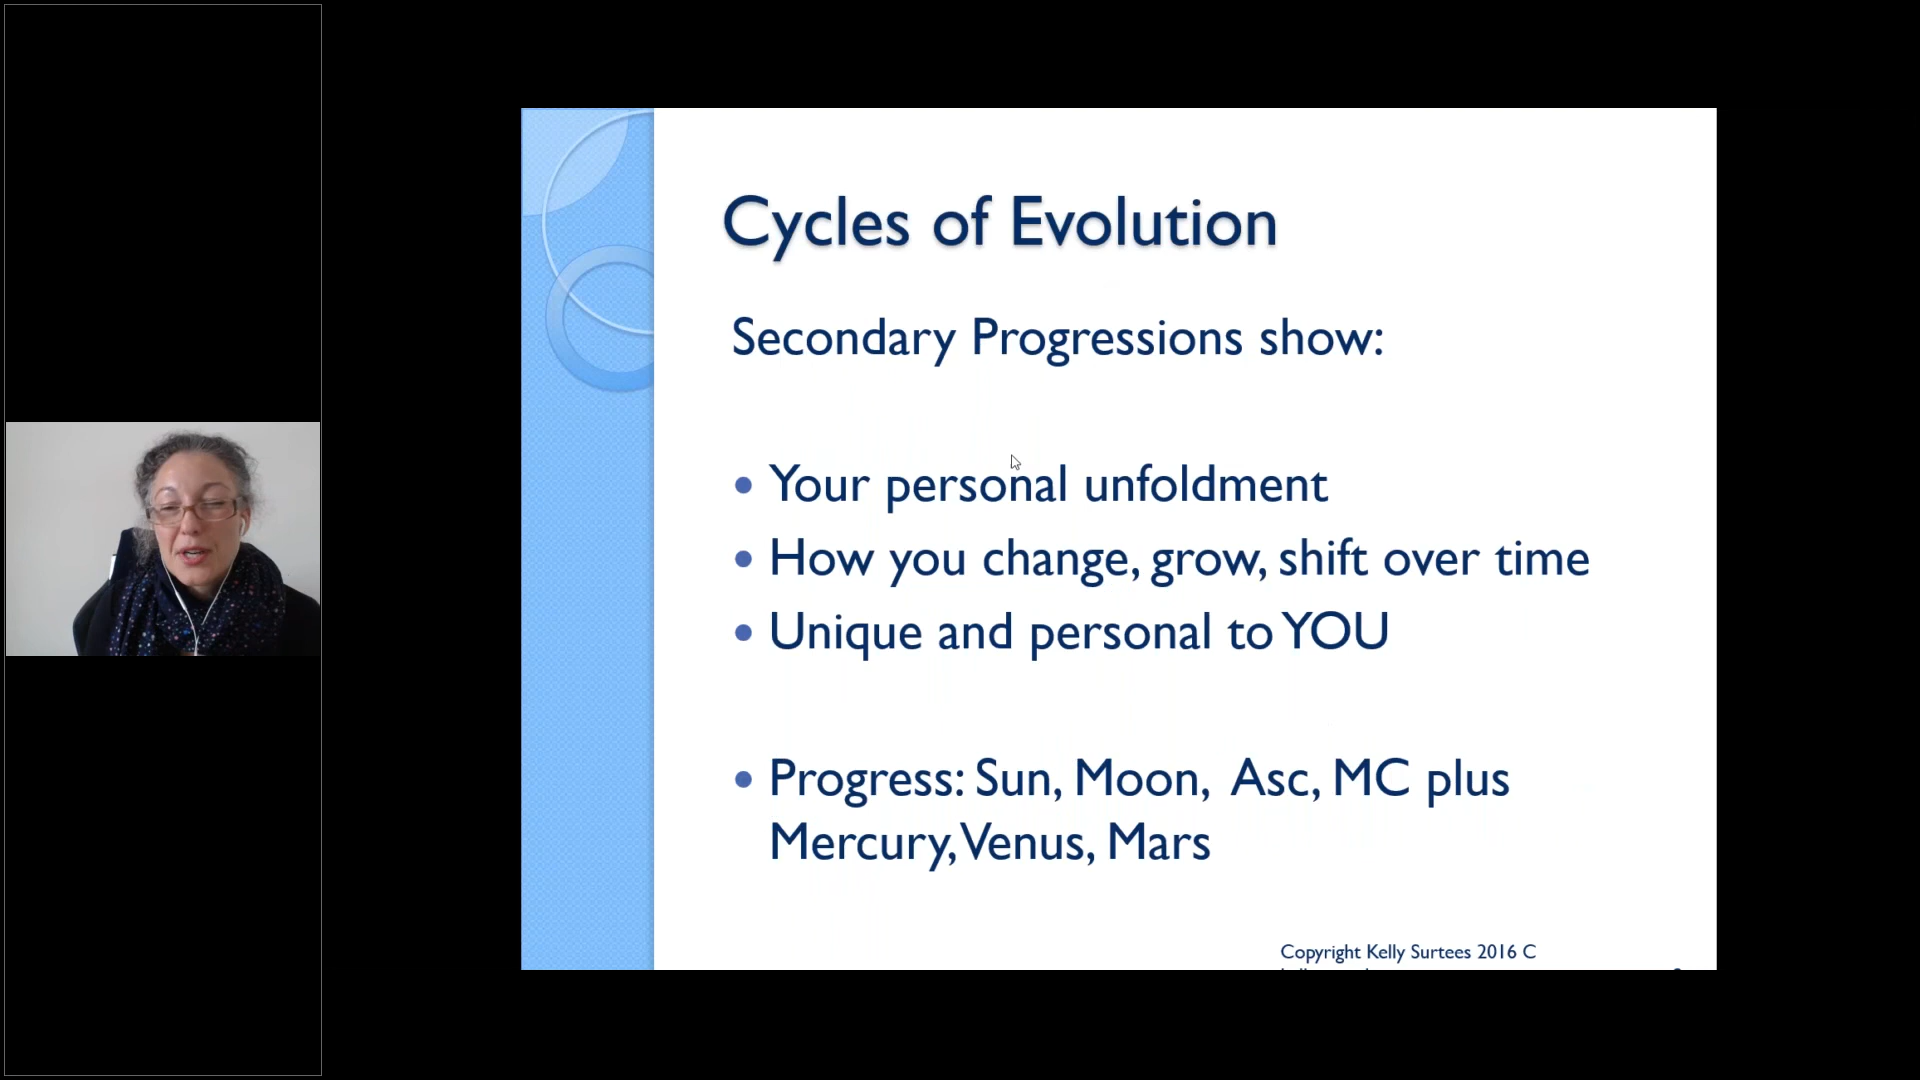 Cycles of Evolution
Secondary Progressions show:
• Your personal unfoldment
• How you change, grow, shift over time
• Unique and personal to YOU
• Progress: Sun, Moon, Asc, MC plus
Mercury, Venus, Mars
Copyright Kelly Surtees 2016 C